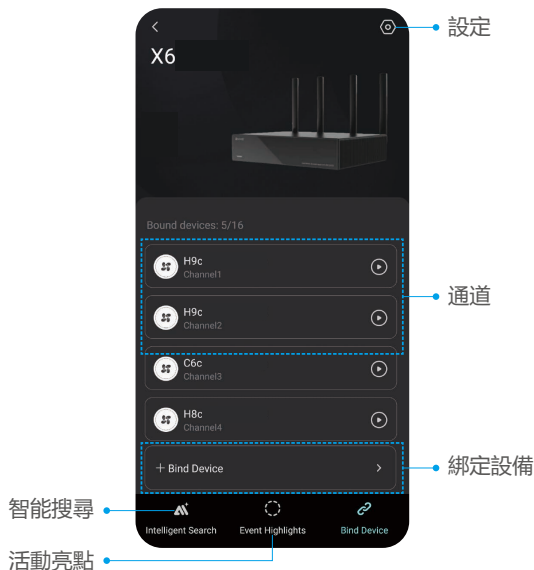 設定
X6
Bound devices: 5/16
H9c
Channel1
H9c
Channel2
通道
C6c
Channel3
H8c
Channel4
+ Bind Device
綁定設備
智能搜尋
Intelligent Search
Event Highlights
Bind Device
活動亮點